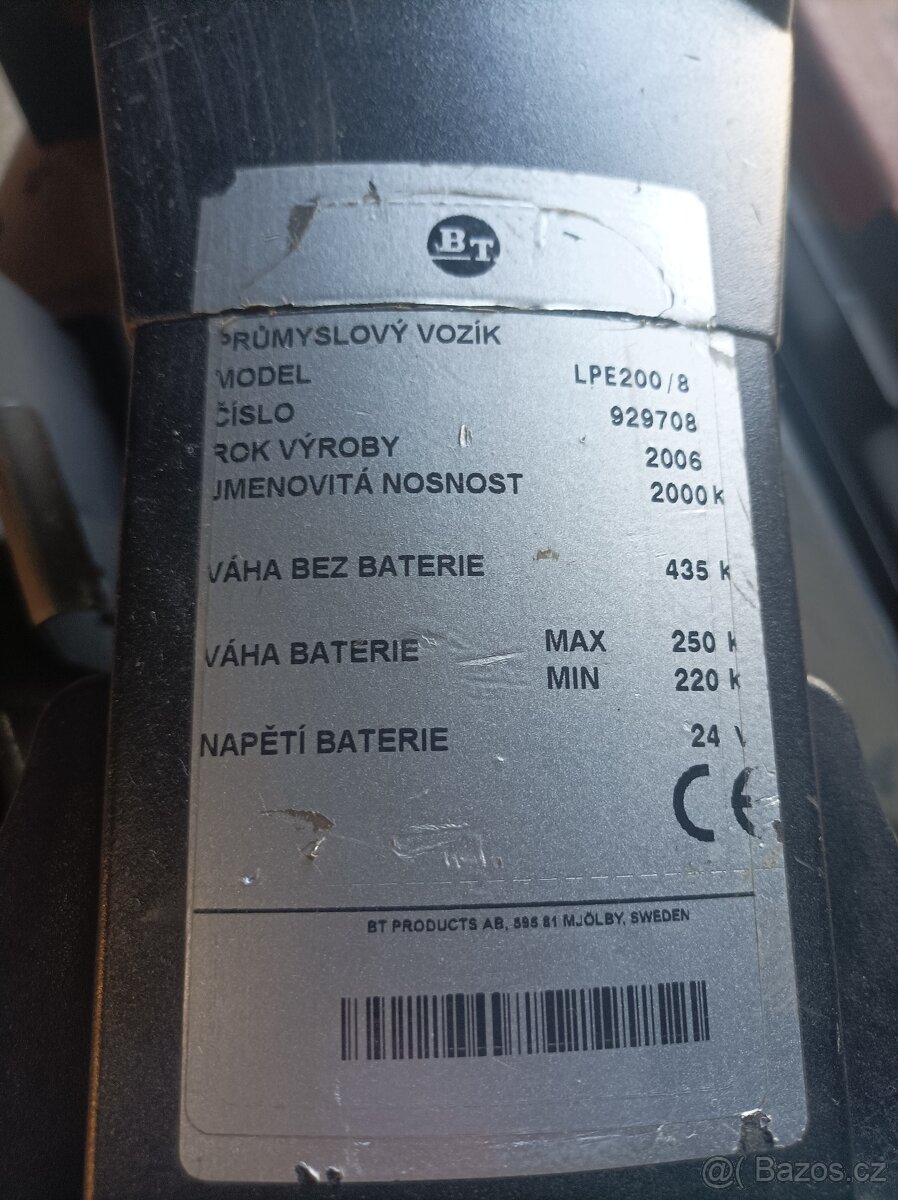 BT
PRŮMYSLOVÝ VOZÍK
MODEL LPE200/8
ČÍSLO 929708
ROK VÝROBY 2006
JMENOVITÁ NOSNOST 2000 k
VÁHA BEZ BATERIE 435 k
VÁHA BATERIE MAX 250 k
MIN 220 k
NAPĚTÍ BATERIE 24 V
CE
BT PRODUCTS AB, 595 81 MJÖLBY, SWEDEN
@( Bazos.cz